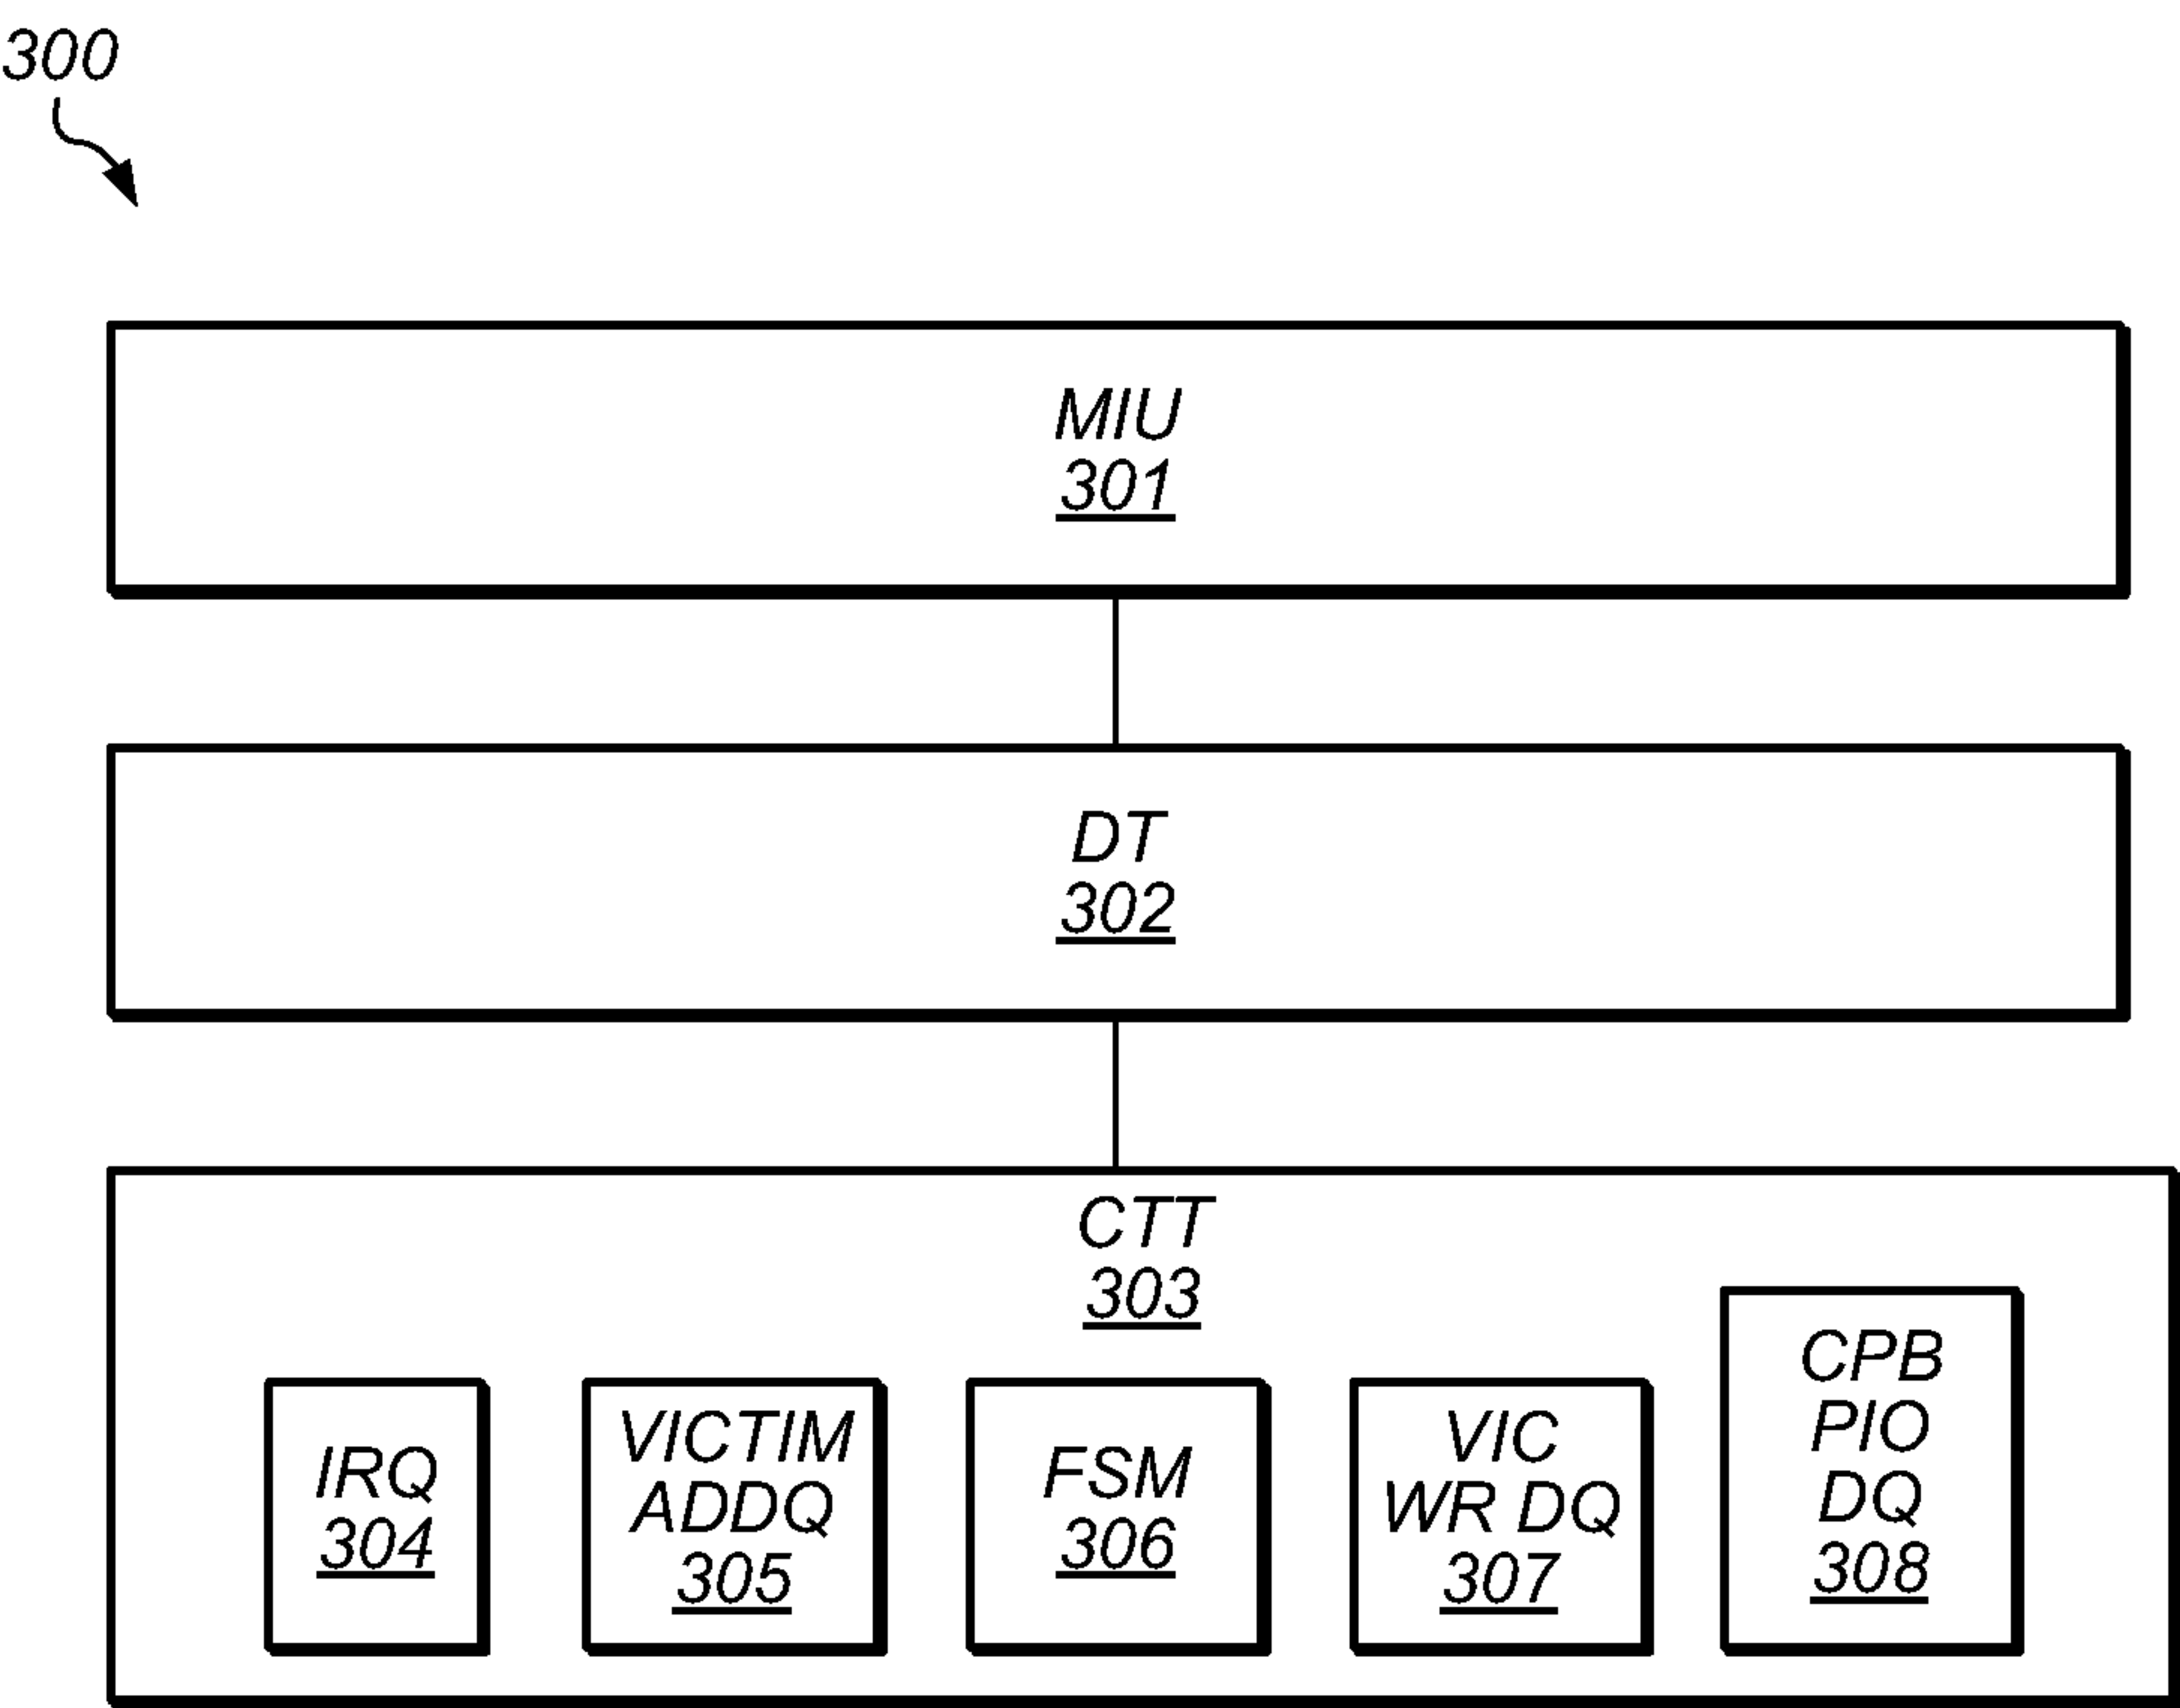 300
MIU
301
DT
302
CTT
303
IRQ
304
VICTIM
ADDQ
305
FSM
306
VIC
WR DQ
307
CPB
PIO
DQ
308